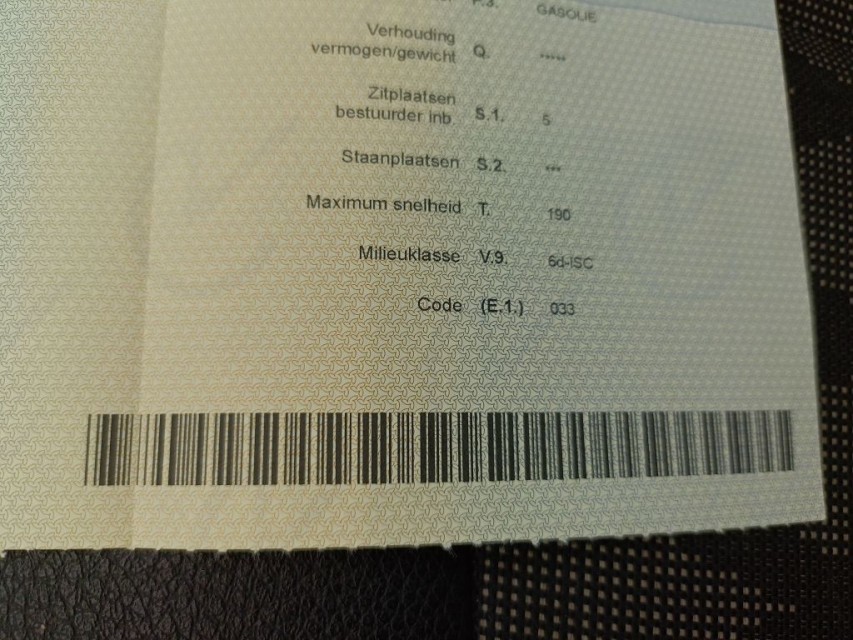 P.3. GASOLIE
Verhouding
vermogen/gewicht Q. -----
Zitplaatsen
bestuurder inb. S.1. 5
Staanplaatsen S.2. ---
Maximum snelheid T. 190
Milieuklasse V.9. 6d-ISC
Code (E.1.) 033